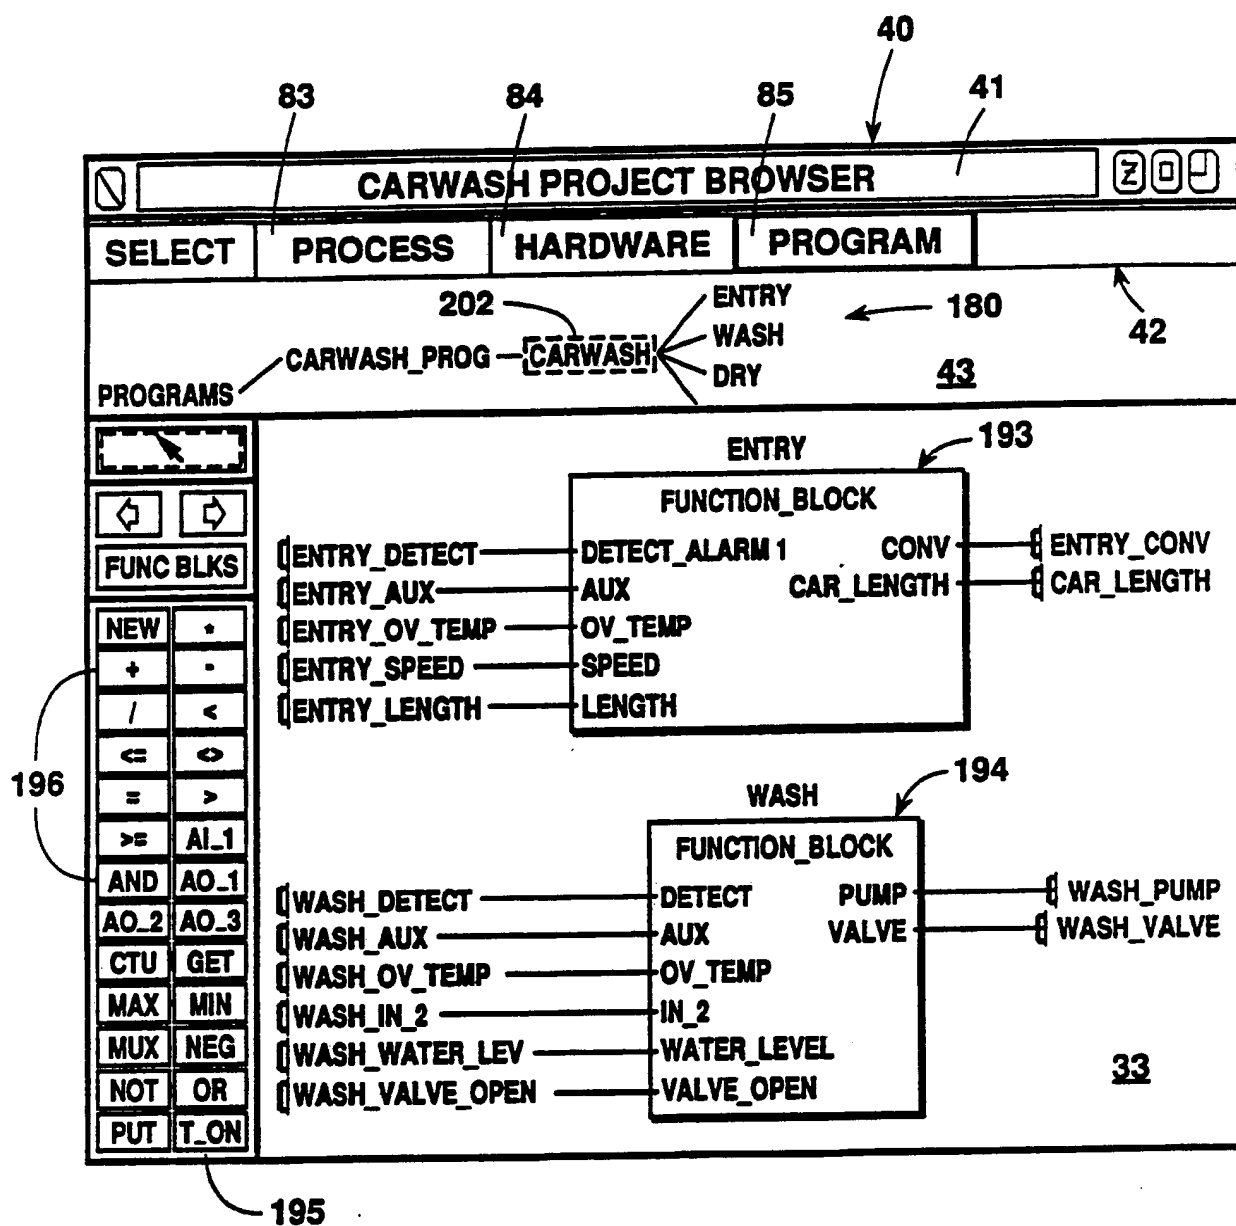 40
83 84 85 41
CARWASH PROJECT BROWSER
SELECT PROCESS HARDWARE PROGRAM
202 ENTRY 180
WASH 42
CARWASH_PROG CARWASH
DRY 43
PROGRAMS
ENTRY 193
FUNCTION_BLOCK
ENTRY_DETECT DETECT_ALARM 1 CONV ENTRY_CONV
ENTRY_AUX AUX CAR_LENGTH CAR_LENGTH
ENTRY_OV_TEMP OV_TEMP
ENTRY_SPEED SPEED
ENTRY_LENGTH LENGTH
FUNC BLKS
NEW *
+ -
/ <
<= <>
= >
>= AI_1
AND AO_1
AO_2 AO_3
CTU GET
MAX MIN
MUX NEG
NOT OR
PUT T_ON
196
195
WASH 194
FUNCTION_BLOCK
WASH_DETECT DETECT PUMP WASH_PUMP
WASH_AUX AUX VALVE WASH_VALVE
WASH_OV_TEMP OV_TEMP
WASH_IN_2 IN_2
WASH_WATER_LEV WATER_LEVEL
WASH_VALVE_OPEN VALVE_OPEN
33